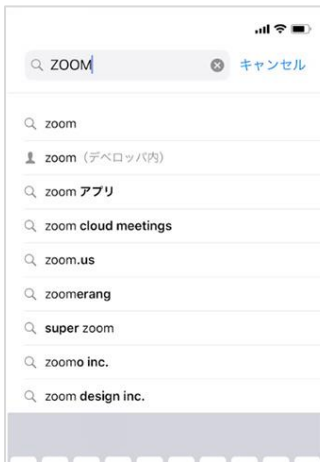 ZOOM キャンセル
zoom
zoom（デベロッパ内）
zoom アプリ
zoom cloud meetings
zoom.us
zoomerang
super zoom
zoomo inc.
zoom design inc.